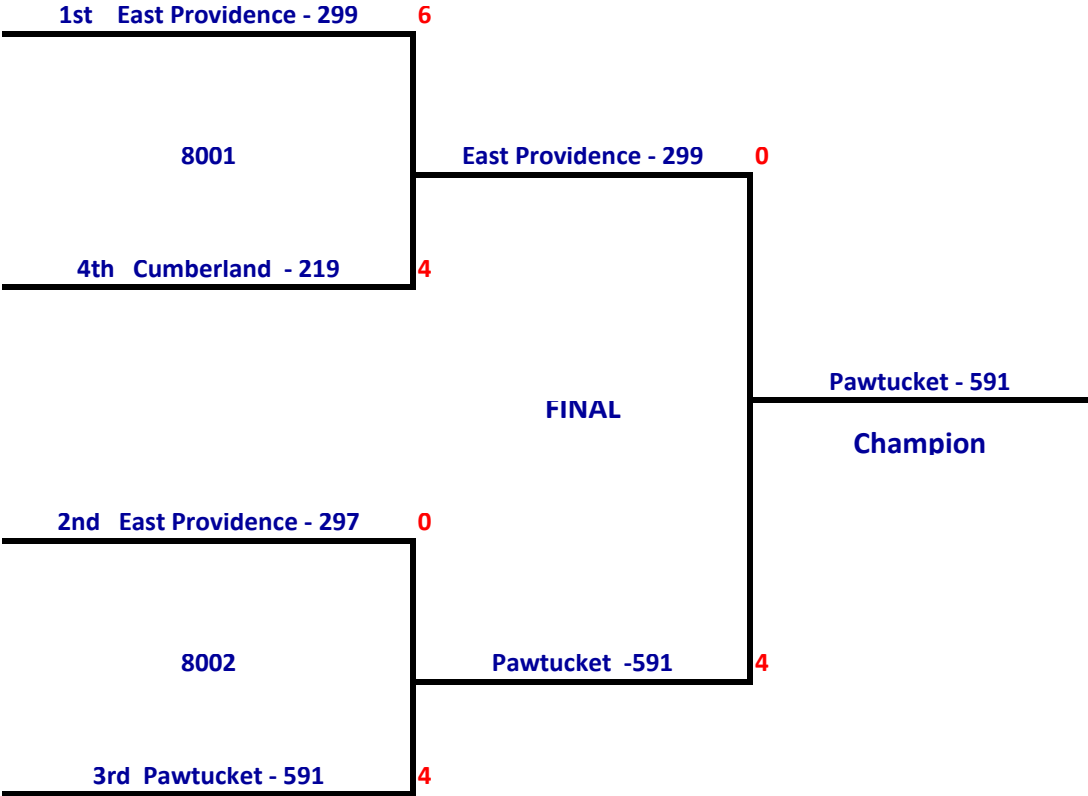 1st East Providence - 299 6
8001
East Providence - 299 0
4th Cumberland - 219 4
Pawtucket - 591
FINAL
Champion
2nd East Providence - 297 0
8002
Pawtucket -591 4
3rd Pawtucket - 591 4